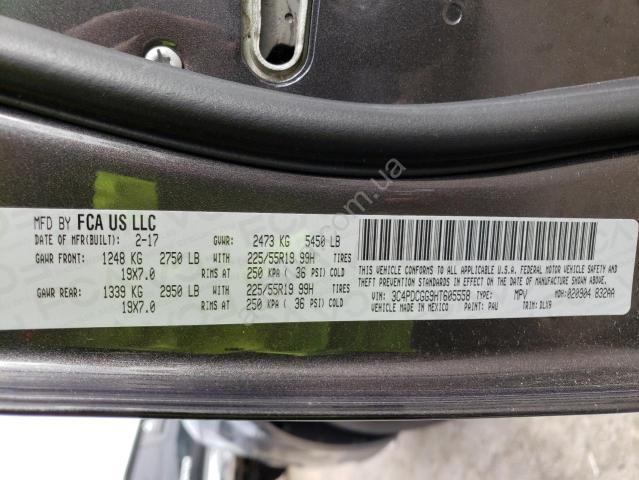 MFD BY FCA US LLC
DATE OF MFR(BUILT): 2-17 GVWR: 2473 KG 5450 LB
GAWR FRONT: 1248 KG 2750 LB WITH 225/55R19 99H TIRES
19X7.0 RIMS AT 250 KPA ( 36 PSI) COLD
GAWR REAR: 1339 KG 2950 LB WITH 225/55R19 99H TIRES
19X7.0 RIMS AT 250 KPA ( 36 PSI) COLD
THIS VEHICLE CONFORMS TO ALL APPLICABLE U.S.A. FEDERAL MOTOR VEHICLE SAFETY AND
THEFT PREVENTION STANDARDS IN EFFECT ON THE DATE OF MANUFACTURE SHOWN ABOVE.
VIN: 3C4PDCGG9HT605558 TYPE: MPV MDH: 020904 832AA
VEHICLE MADE IN MEXICO PAINT: PAU TRIM: DLX9